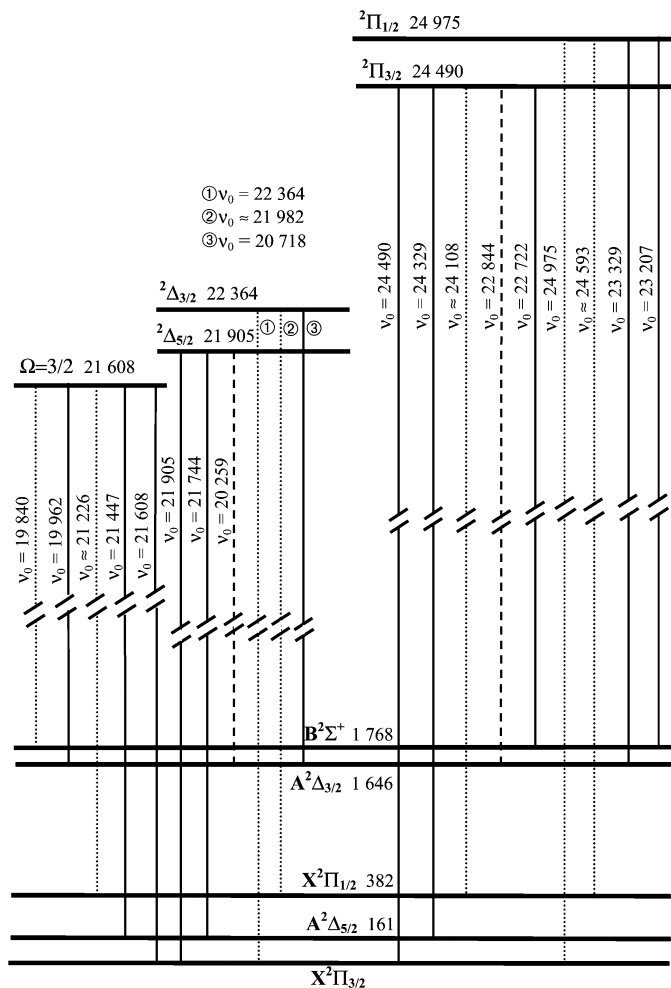 ²Π₁/₂ 24 975
²Π₃/₂ 24 490
①ν₀ = 22 364
②ν₀ ≈ 21 982
③ν₀ = 20 718
²Δ₃/₂ 22 364
²Δ₅/₂ 21 905 ① ② ③
Ω=3/2 21 608
ν₀ = 19 840
ν₀ = 19 962
ν₀ ≈ 21 226
ν₀ = 21 447
ν₀ = 21 608
ν₀ = 21 905
ν₀ = 21 744
ν₀ = 20 259
ν₀ = 24 490
ν₀ = 24 329
ν₀ ≈ 24 108
ν₀ = 22 844
ν₀ = 22 722
ν₀ = 24 975
ν₀ ≈ 24 593
ν₀ = 23 329
ν₀ = 23 207
B²Σ⁺ 1 768
A²Δ₃/₂ 1 646
X²Π₁/₂ 382
A²Δ₅/₂ 161
X²Π₃/₂